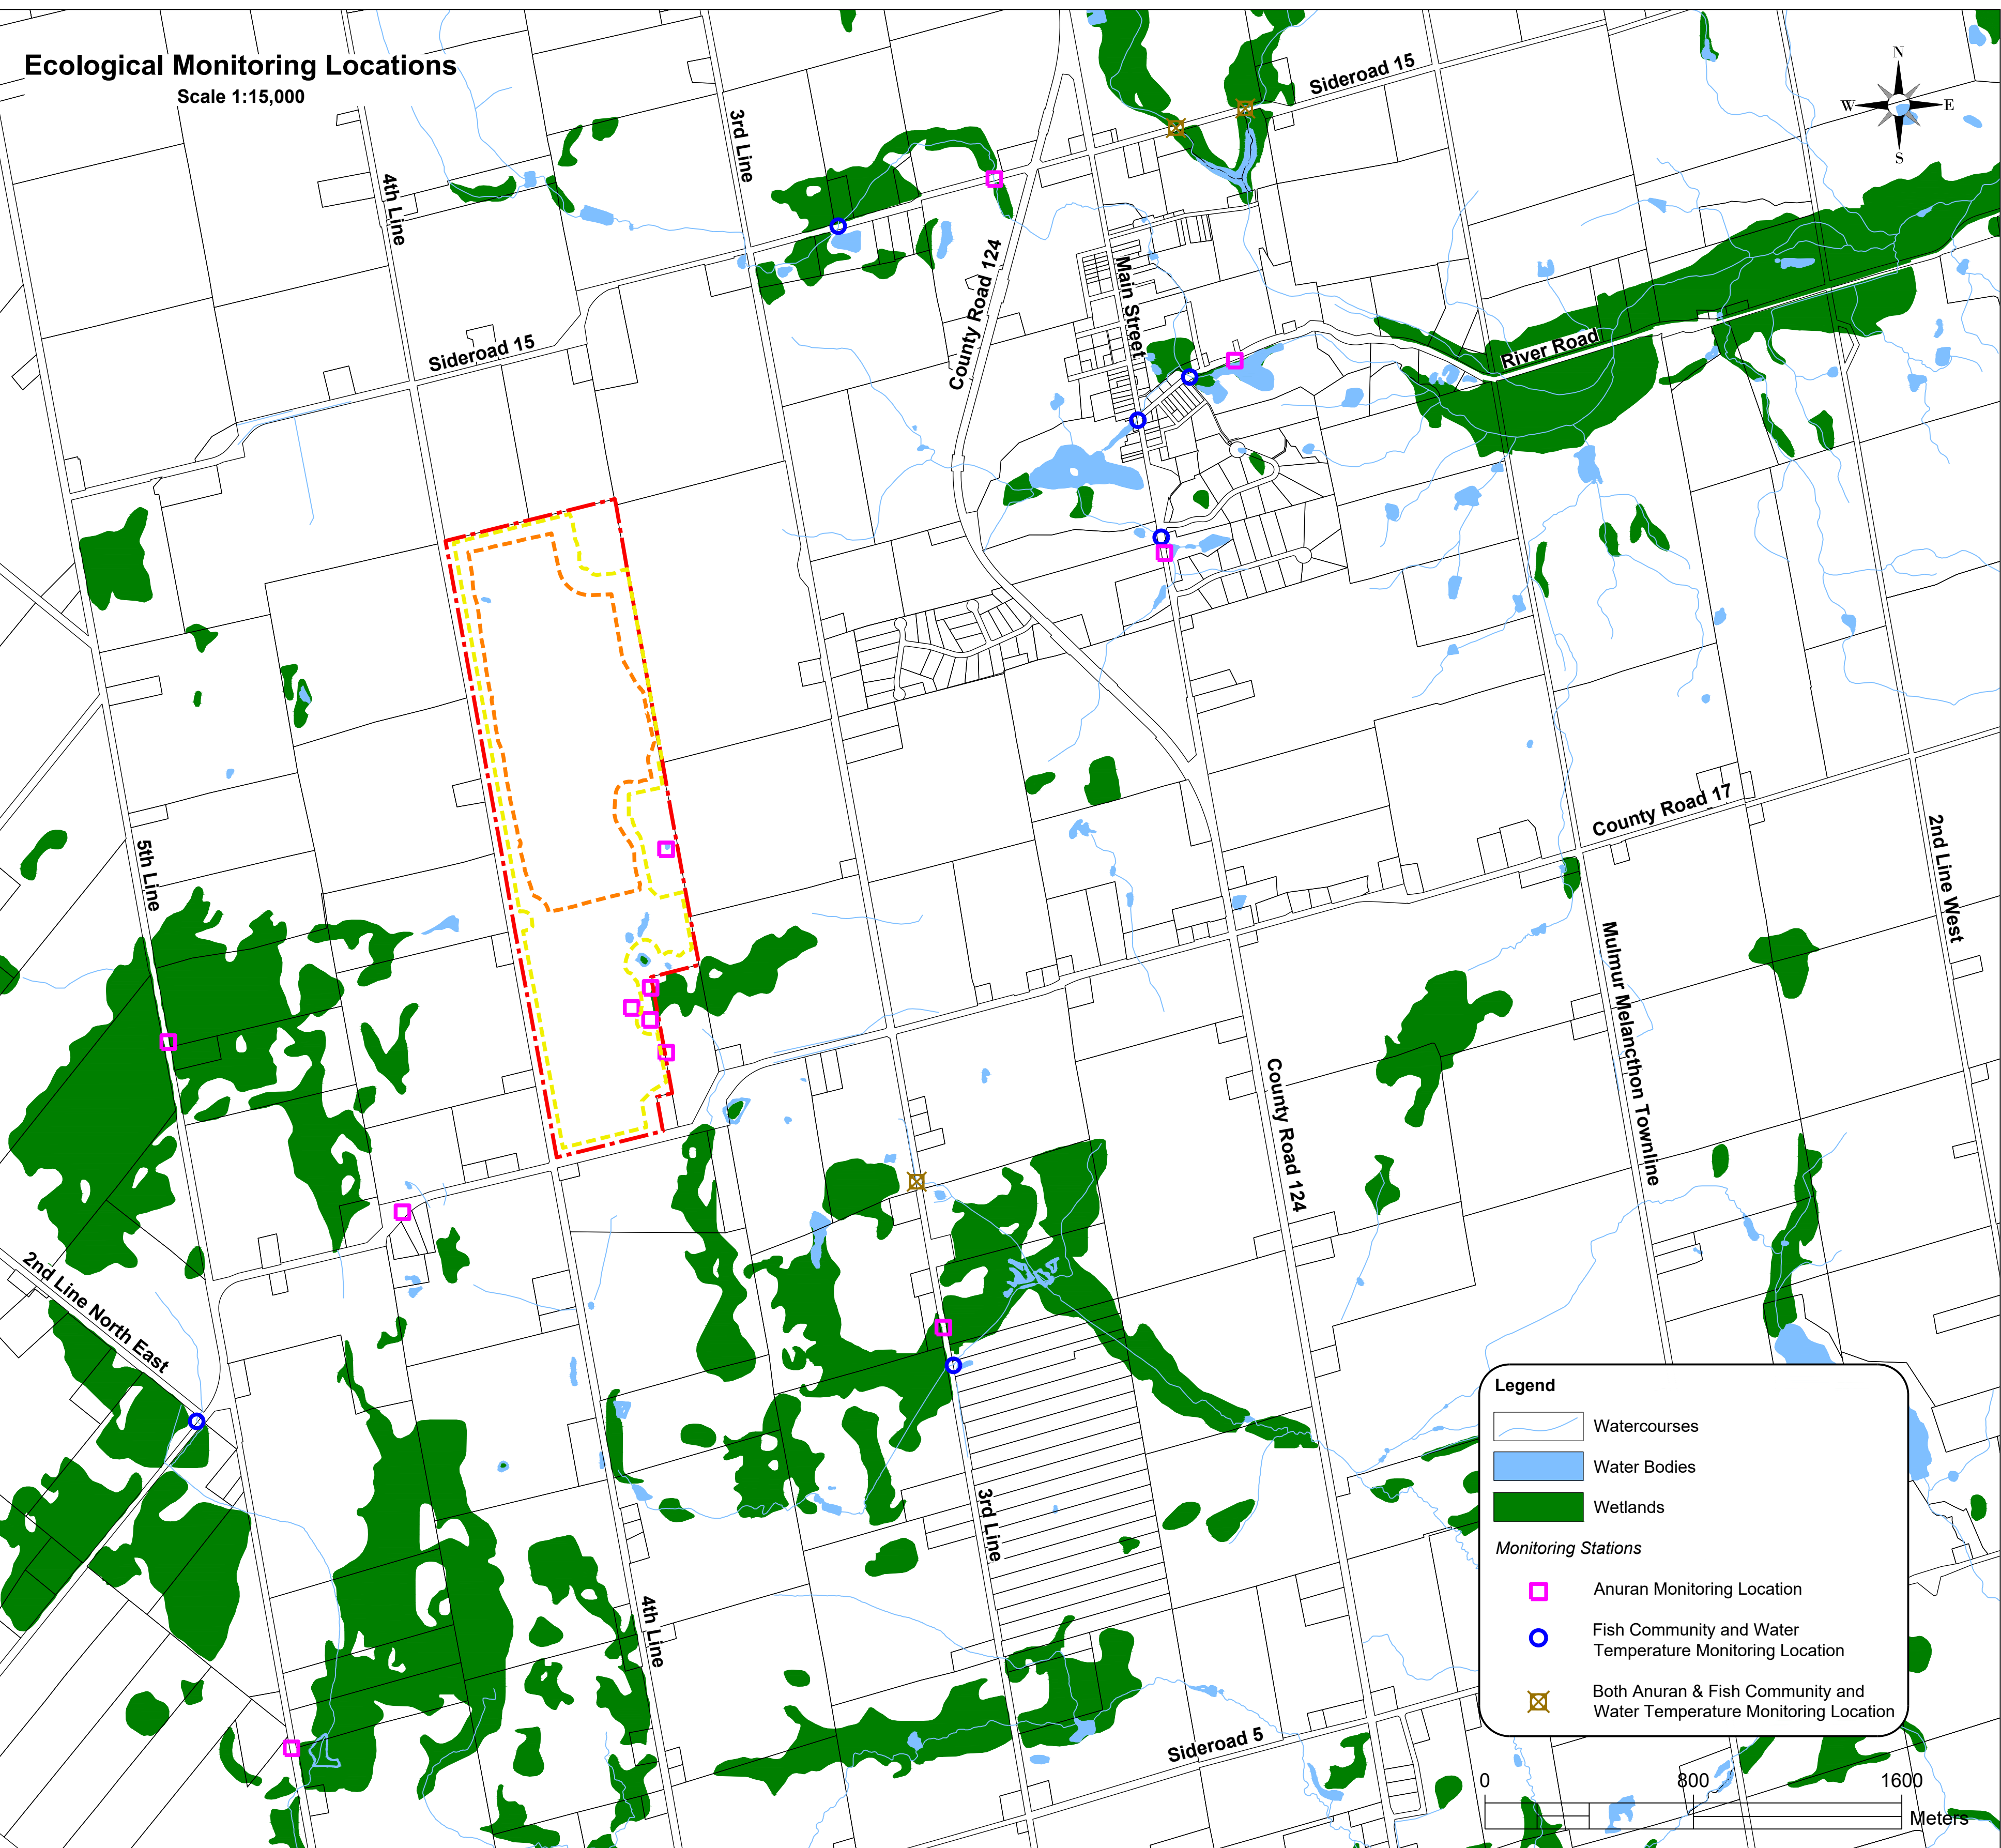 Ecological Monitoring Locations
Scale 1:15,000
N
W
E
S
Sideroad 15
3rd Line
4th Line
County Road 124
Main Street
Sideroad 15
River Road
County Road 17
5th Line
2nd Line West
Mulmur Melancthon Townline
County Road 124
2nd Line North East
3rd Line
4th Line
Sideroad 5
Legend
Watercourses
Water Bodies
Wetlands
Monitoring Stations
Anuran Monitoring Location
Fish Community and Water
Temperature Monitoring Location
Both Anuran & Fish Community and
Water Temperature Monitoring Location
0 800 1600
Meters